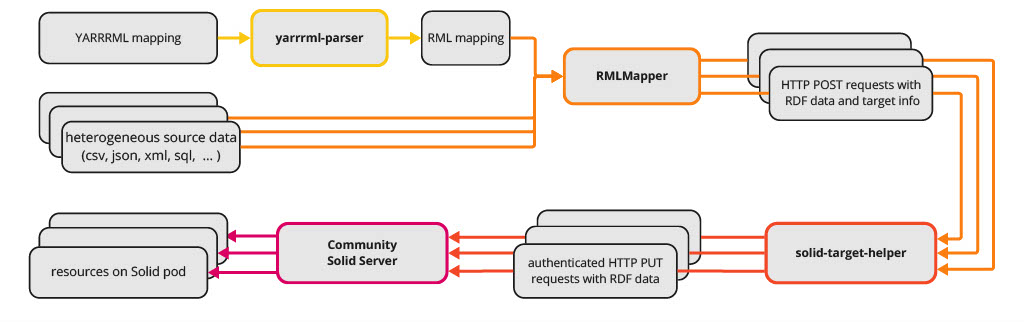 YARRRML mapping
yarrrml-parser
RML mapping
RMLMapper
HTTP POST requests with
RDF data and target info
heterogeneous source data
(csv, json, xml, sql, ... )
resources on Solid pod
Community
Solid Server
authenticated HTTP PUT
requests with RDF data
solid-target-helper